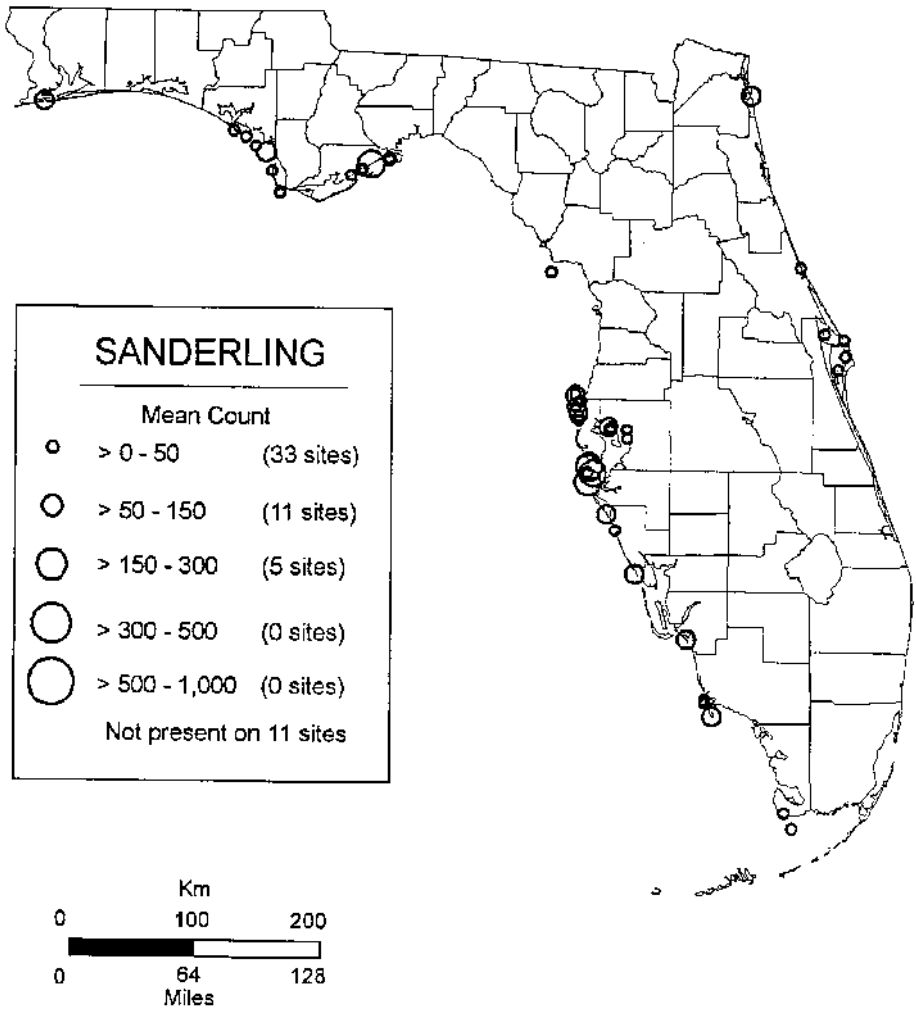 SANDERLING
Mean Count
> 0 - 50 (33 sites)
> 50 - 150 (11 sites)
> 150 - 300 (5 sites)
> 300 - 500 (0 sites)
> 500 - 1,000 (0 sites)
Not present on 11 sites
Km
0 100 200
0 64 128
Miles